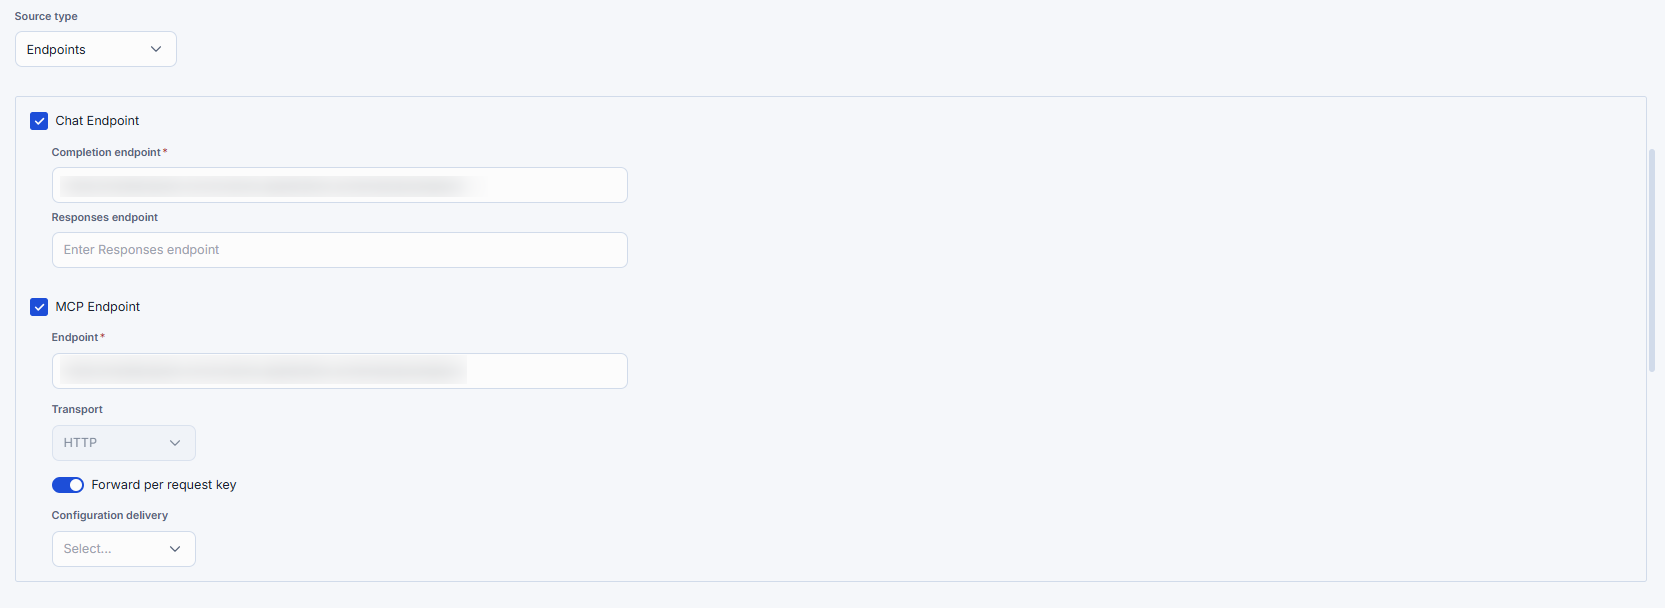 Source type
Endpoints
Chat Endpoint
Completion endpoint*
Responses endpoint
Enter Responses endpoint
MCP Endpoint
Endpoint*
Transport
HTTP
Forward per request key
Configuration delivery
Select...